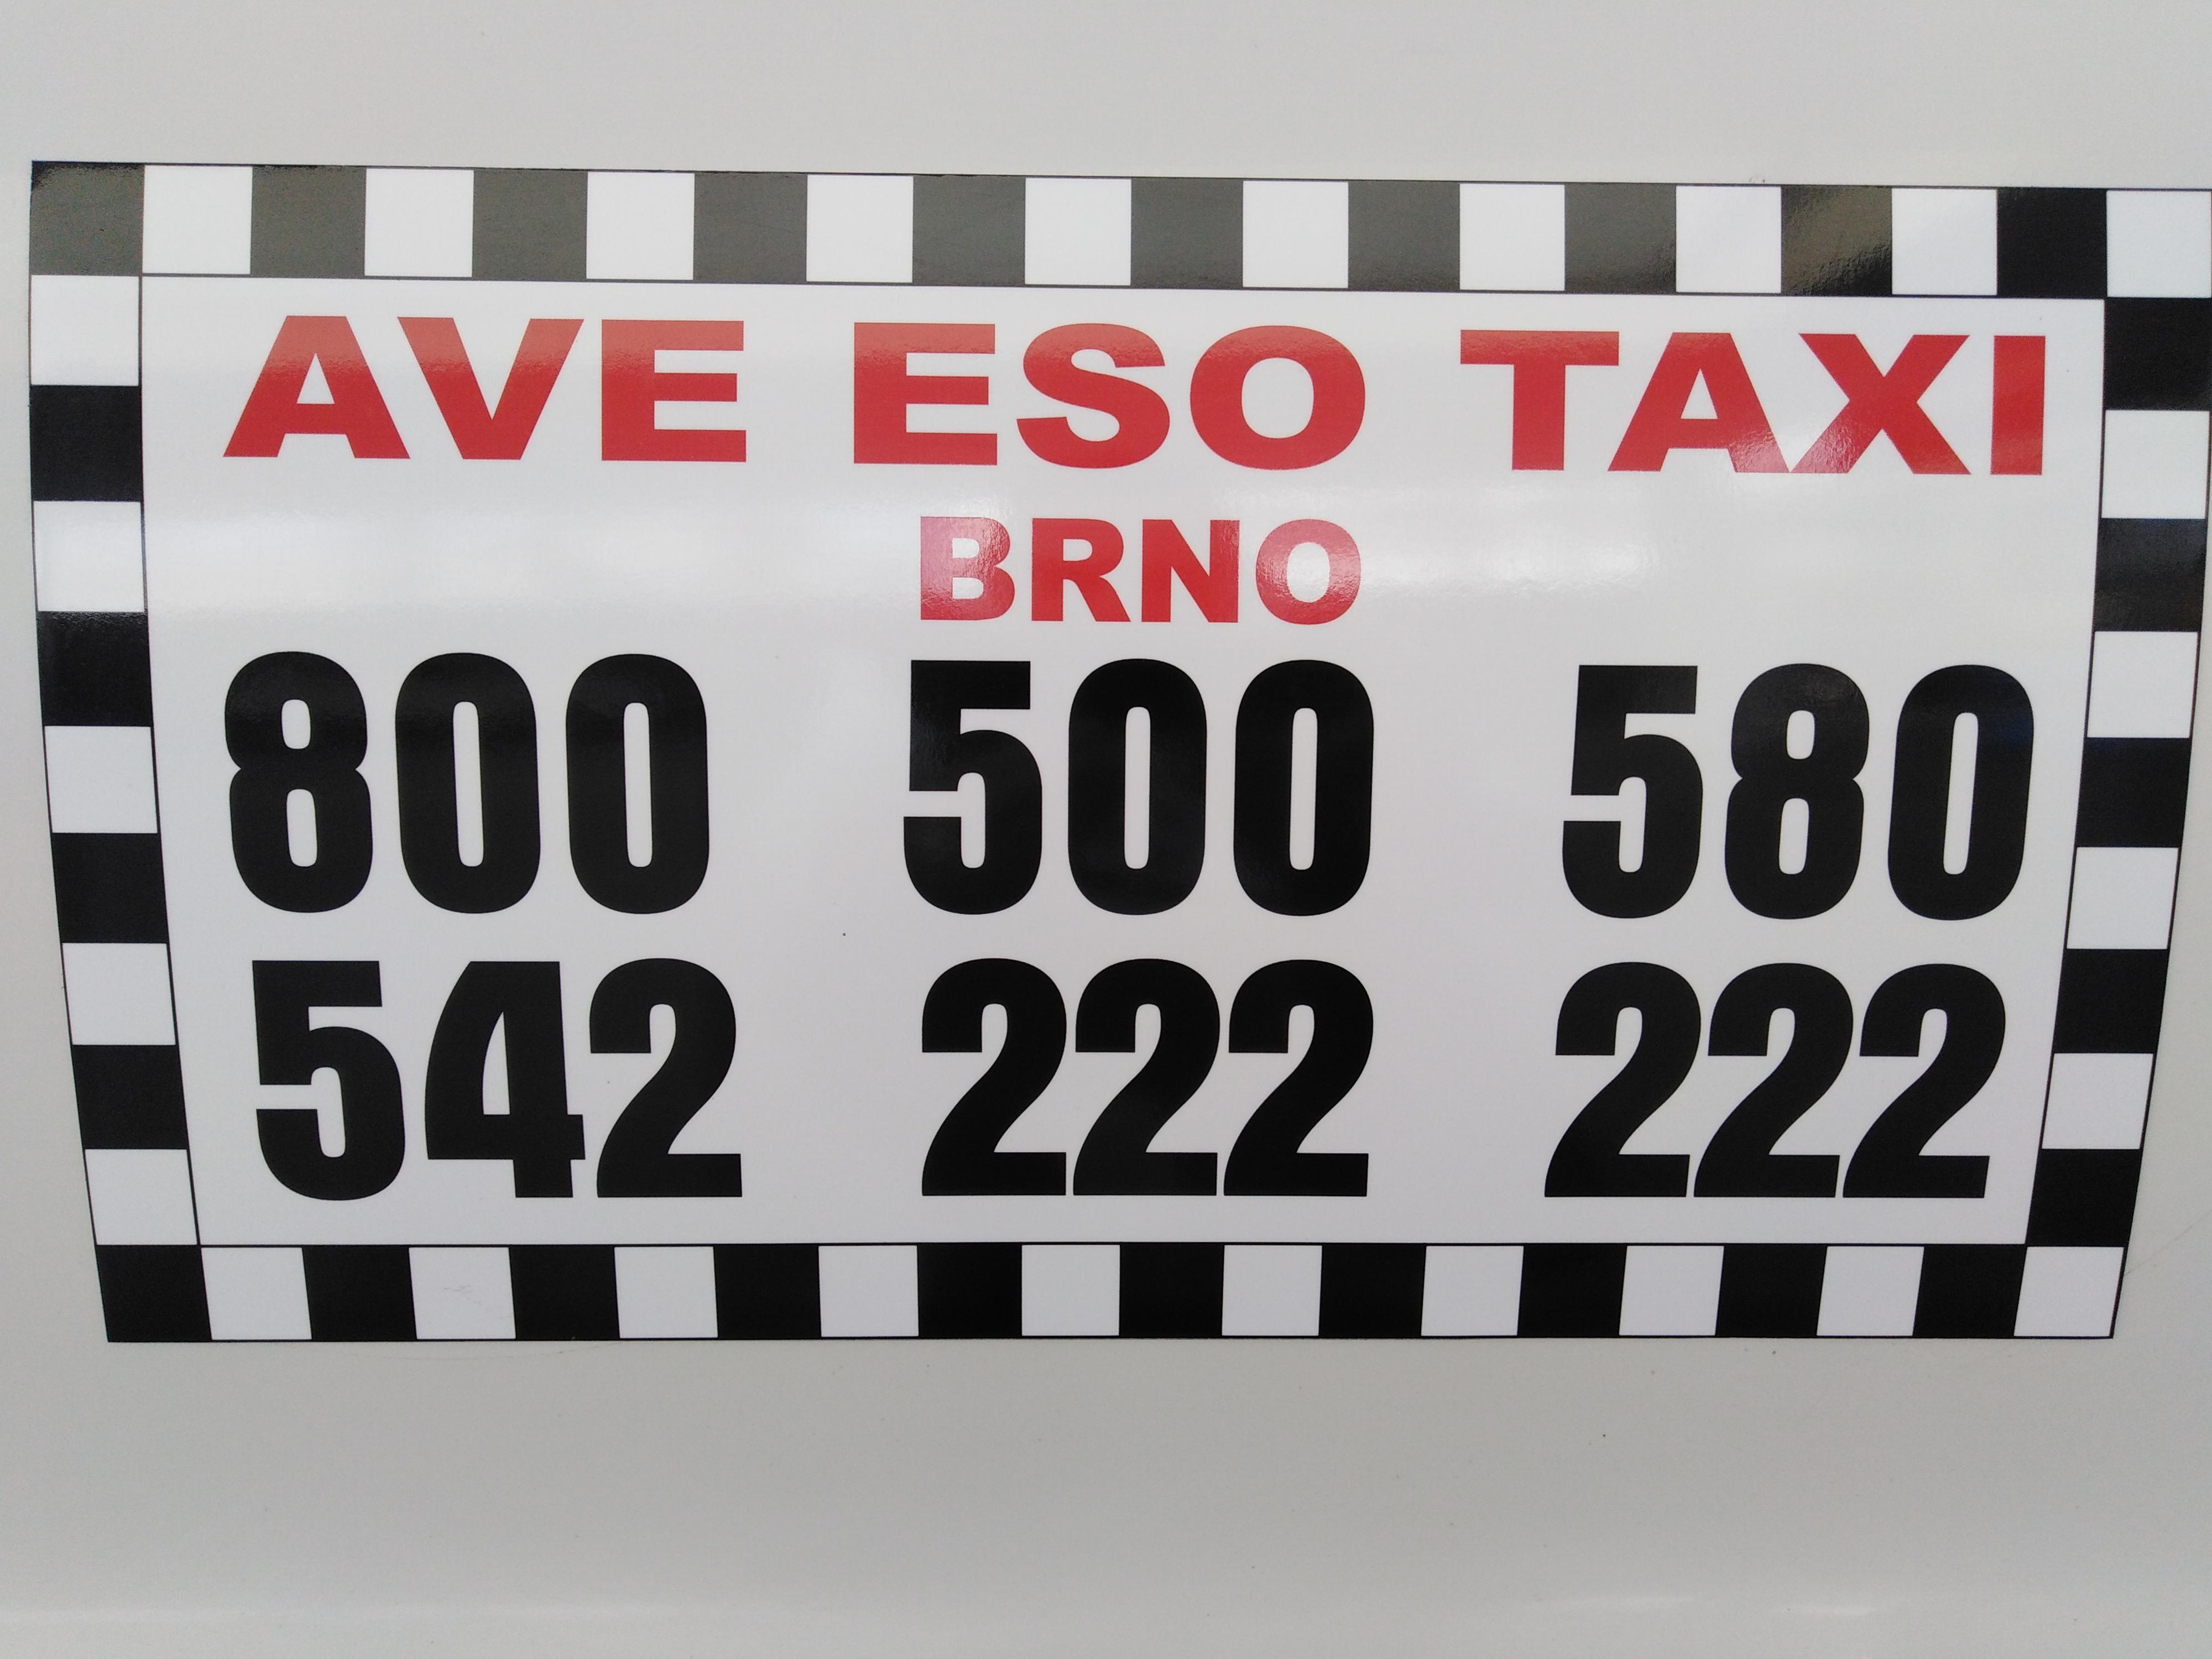 AVE ESO TAXI
BRNO
800 500 580
542 222 222